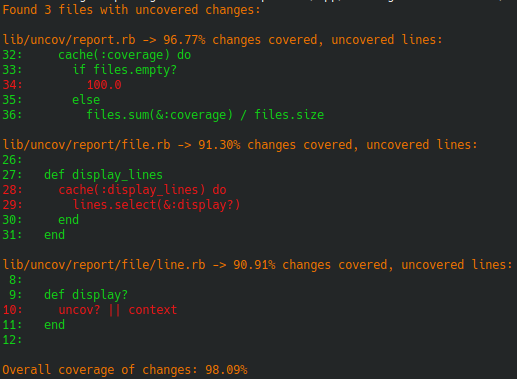 Found 3 files with uncovered changes:
lib/uncov/report.rb -> 96.77% changes covered, uncovered lines:
32:     cache(:coverage) do
33:       if files.empty?
34:         100.0
35:       else
36:         files.sum(&:coverage) / files.size
lib/uncov/report/file.rb -> 91.30% changes covered, uncovered lines:
26:
27:   def display_lines
28:     cache(:display_lines) do
29:       lines.select(&:display?)
30:     end
31:   end
lib/uncov/report/file/line.rb -> 90.91% changes covered, uncovered lines:
 8:
 9:   def display?
10:     uncov? || context
11:   end
12:
Overall coverage of changes: 98.09%